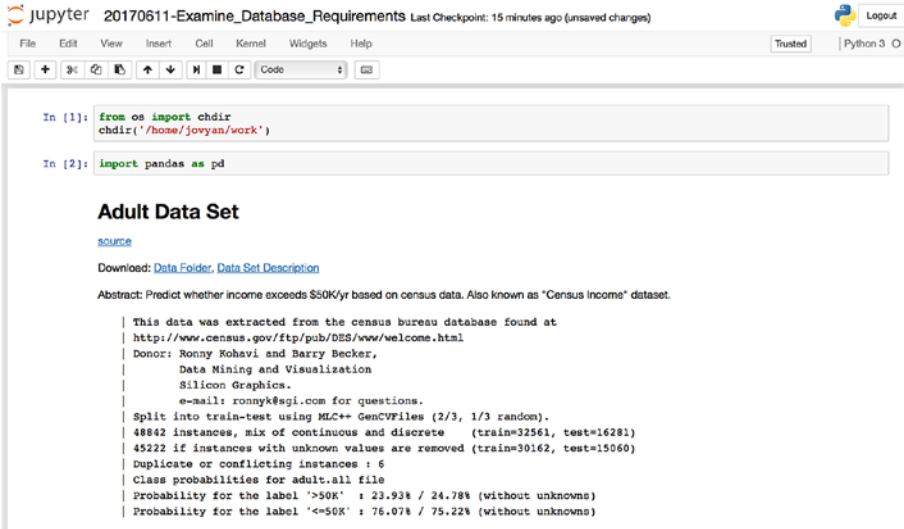 jupyter 20170611-Examine_Database_Requirements Last Checkpoint: 15 minutes ago (unsaved changes) Logout
File Edit View Insert Cell Kernel Widgets Help Trusted Python 3
Code
In [1]: from os import chdir
chdir('/home/jovyan/work')
In [2]: import pandas as pd
Adult Data Set
source
Download: Data Folder, Data Set Description
Abstract: Predict whether income exceeds $50K/yr based on census data. Also known as "Census Income" dataset.
| This data was extracted from the census bureau database found at
| http://www.census.gov/ftp/pub/DES/www/welcome.html
| Donor: Ronny Kohavi and Barry Becker,
| Data Mining and Visualization
| Silicon Graphics.
| e-mail: ronnyk@sgi.com for questions.
| Split into train-test using MLC++ GenCVFiles (2/3, 1/3 random).
| 48842 instances, mix of continuous and discrete (train=32561, test=16281)
| 45222 if instances with unknown values are removed (train=30162, test=15060)
| Duplicate or conflicting instances : 6
| Class probabilities for adult.all file
| Probability for the label '>50K' : 23.93% / 24.78% (without unknowns)
| Probability for the label '<=50K' : 76.07% / 75.22% (without unknowns)